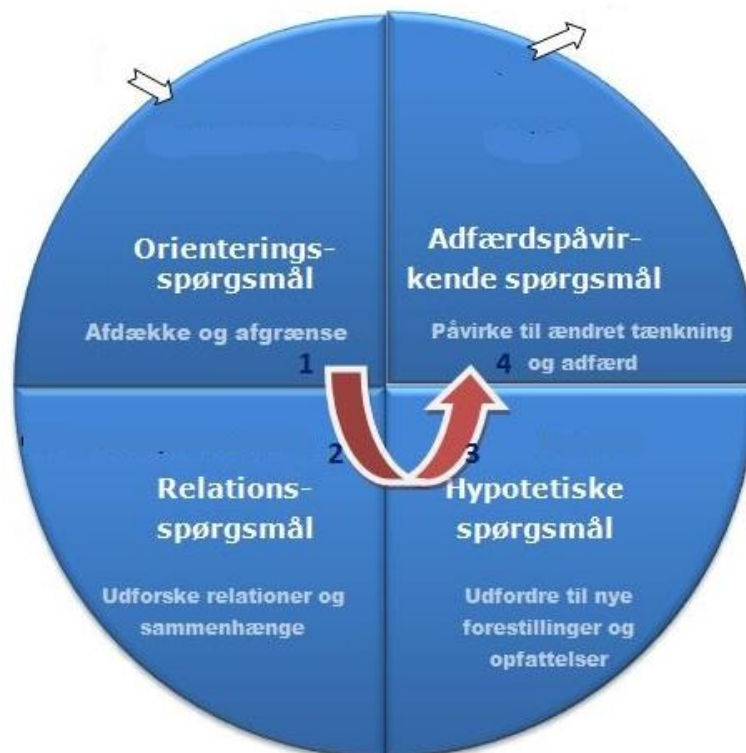 Orienterings-
spørgsmål
Afdække og afgrænse
1
Adfærdspåvir-
kende spørgsmål
Påvirke til ændret tænkning
4 og adfærd
2
Relations-
spørgsmål
Udforske relationer og
sammenhænge
3
Hypotetiske
spørgsmål
Udfordre til nye
forestillinger og
opfattelser